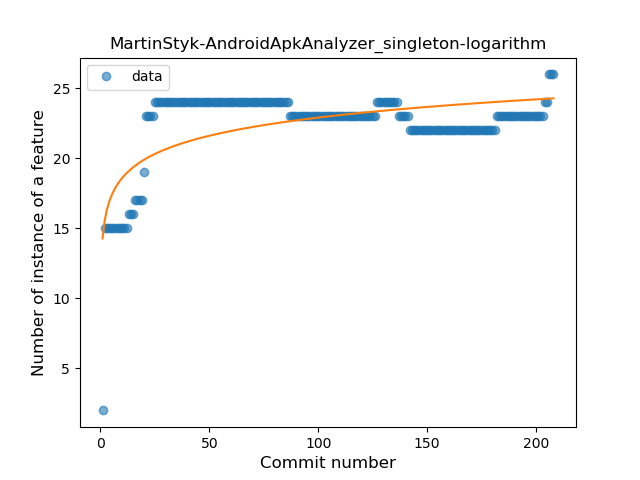 MartinStyk-AndroidApkAnalyzer_singleton-logarithm
data
Number of instance of a feature
25
20
15
10
5
0
50
100
150
200
Commit number